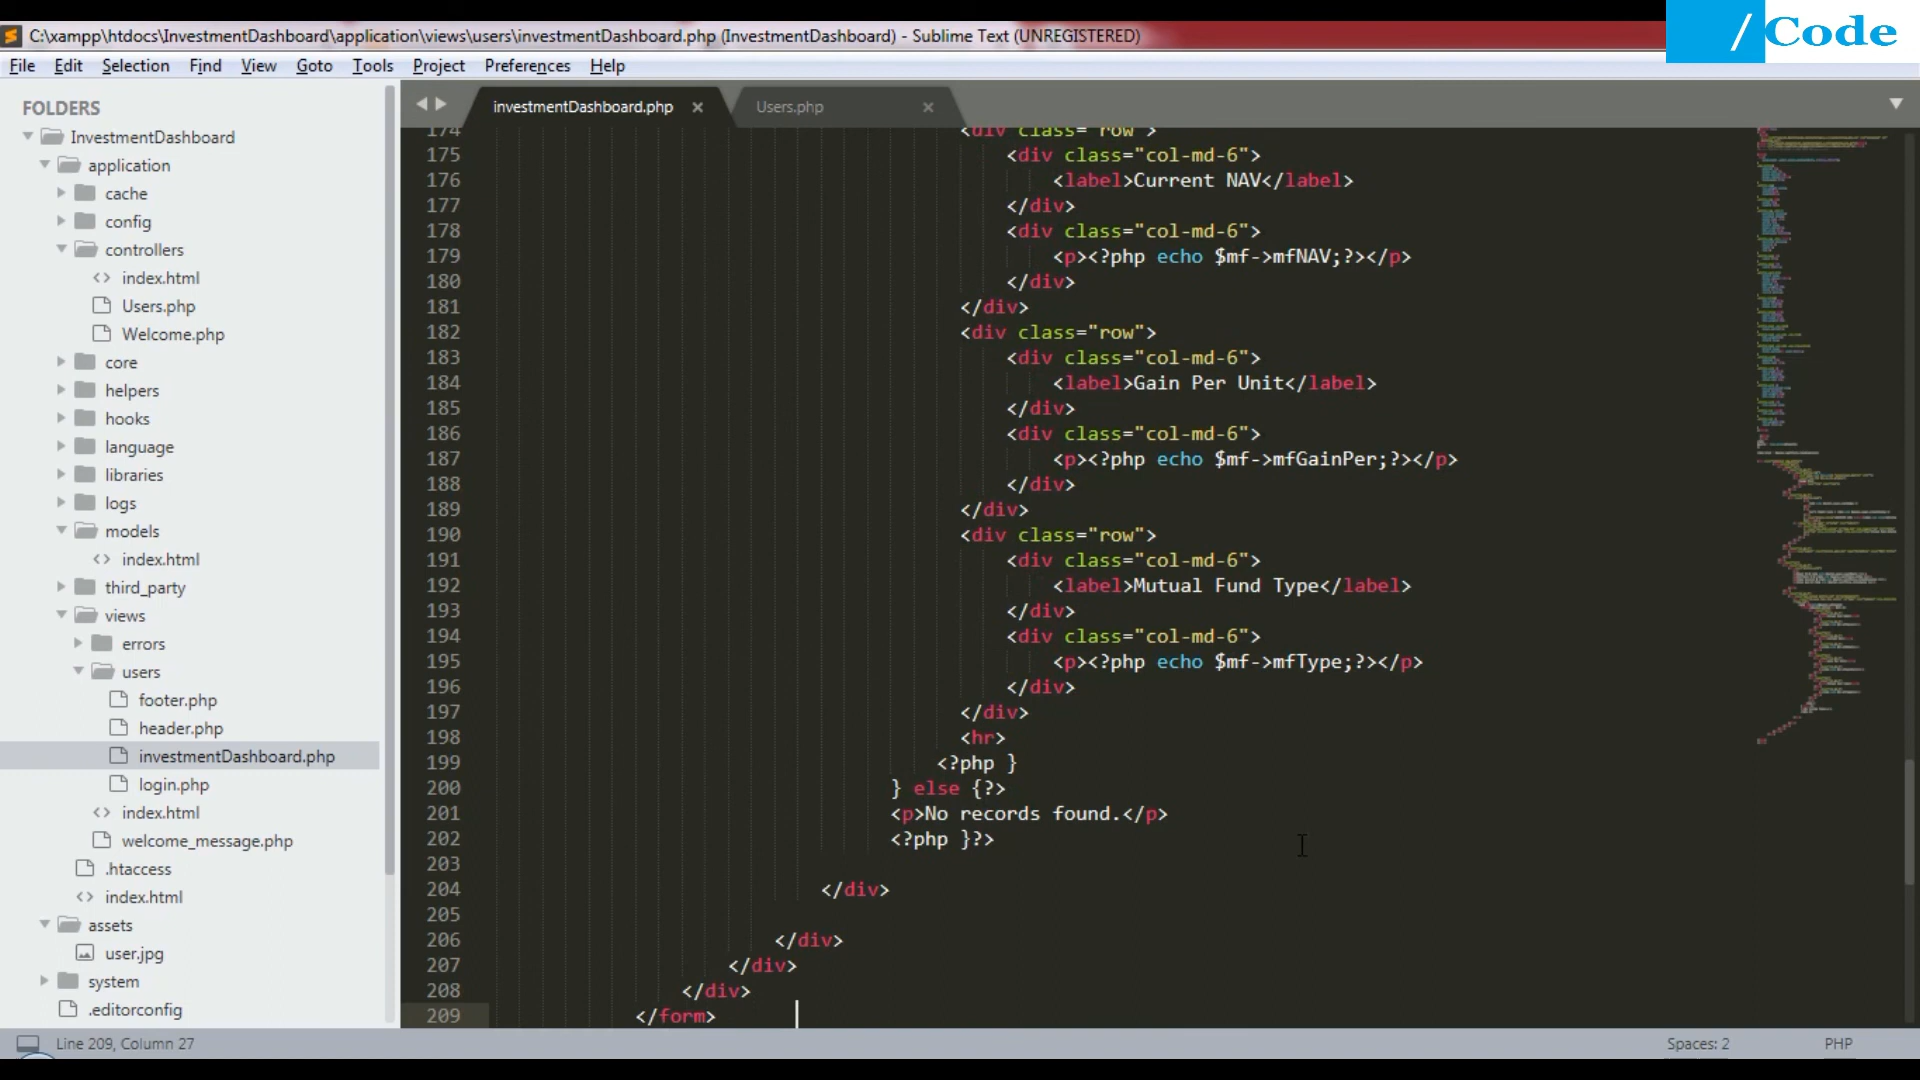 /Code
C:\xampp\htdocs\InvestmentDashboard\application\views\users\investmentDashboard.php (InvestmentDashboard) - Sublime Text (UNREGISTERED)
File Edit Selection Find View Goto Tools Project Preferences Help
FOLDERS
InvestmentDashboard
application
cache
config
controllers
index.html
Users.php
Welcome.php
core
helpers
hooks
language
libraries
logs
models
index.html
third_party
views
errors
users
footer.php
header.php
investmentDashboard.php
login.php
index.html
welcome_message.php
.htaccess
index.html
assets
user.jpg
system
.editorconfig
investmentDashboard.php × Users.php ×
174 <div class="row">
175 <div class="col-md-6">
176 <label>Current NAV</label>
177 </div>
178 <div class="col-md-6">
179 <p><?php echo $mf->mfNAV;?></p>
180 </div>
181 </div>
182 <div class="row">
183 <div class="col-md-6">
184 <label>Gain Per Unit</label>
185 </div>
186 <div class="col-md-6">
187 <p><?php echo $mf->mfGainPer;?></p>
188 </div>
189 </div>
190 <div class="row">
191 <div class="col-md-6">
192 <label>Mutual Fund Type</label>
193 </div>
194 <div class="col-md-6">
195 <p><?php echo $mf->mfType;?></p>
196 </div>
197 </div>
198 <hr>
199 <?php }
200 } else {?>
201 <p>No records found.</p>
202 <?php }?>
203
204 </div>
205
206 </div>
207 </div>
208 </div>
209 </form>
Line 209, Column 27 Spaces: 2 PHP